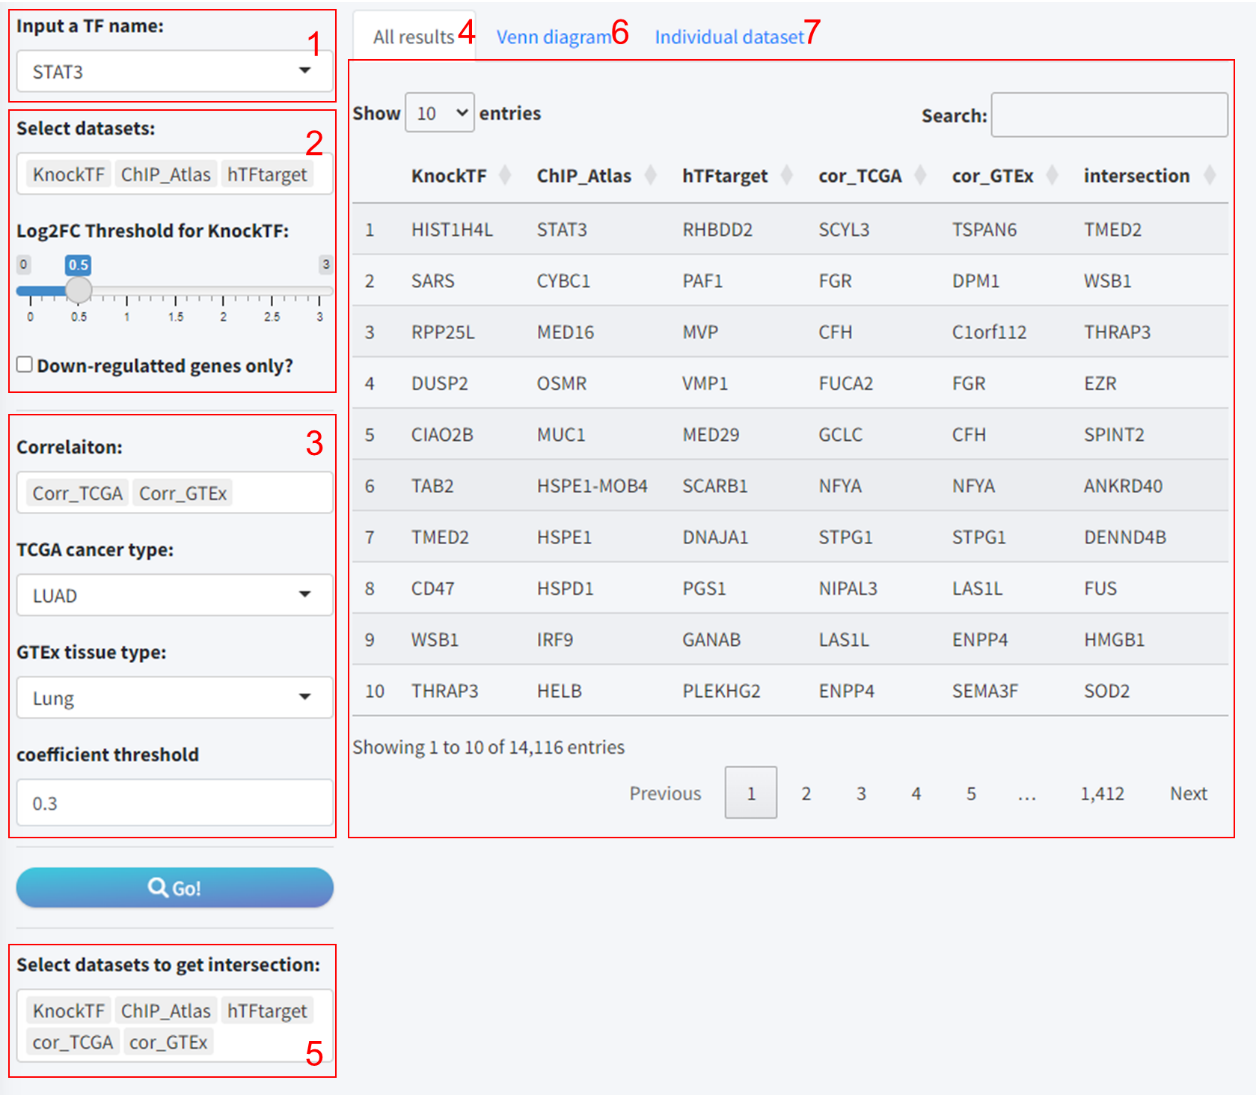 Input a TF name:
1
STAT3
Select datasets:
2
KnockTF ChIP_Atlas hTFtarget
Log2FC Threshold for KnockTF:
0 0.5 3
0 0.5 1 1.5 2 2.5 3
Down-regulatted genes only?
Correlaiton:
3
Corr_TCGA Corr_GTEx
TCGA cancer type:
LUAD
GTEx tissue type:
Lung
coefficient threshold
0.3
Go!
Select datasets to get intersection:
KnockTF ChIP_Atlas hTFtarget
cor_TCGA cor_GTEx
5
All results 4 Venn diagram 6 Individual dataset 7
Show 10 entries Search:
KnockTF ChIP_Atlas hTFtarget cor_TCGA cor_GTEx intersection
1 HIST1H4L STAT3 RHBDD2 SCYL3 TSPAN6 TMED2
2 SARS CYBC1 PAF1 FGR DPM1 WSB1
3 RPP25L MED16 MVP CFH C1orf112 THRAP3
4 DUSP2 OSMR VMP1 FUCA2 FGR EZR
5 CIAO2B MUC1 MED29 GCLC CFH SPINT2
6 TAB2 HSPE1-MOB4 SCARB1 NFYA NFYA ANKRD40
7 TMED2 HSPE1 DNAJA1 STPG1 STPG1 DENND4B
8 CD47 HSPD1 PGS1 NIPAL3 LAS1L FUS
9 WSB1 IRF9 GANAB LAS1L ENPP4 HMGB1
10 THRAP3 HELB PLEKHG2 ENPP4 SEMA3F SOD2
Showing 1 to 10 of 14,116 entries
Previous 1 2 3 4 5 … 1,412 Next